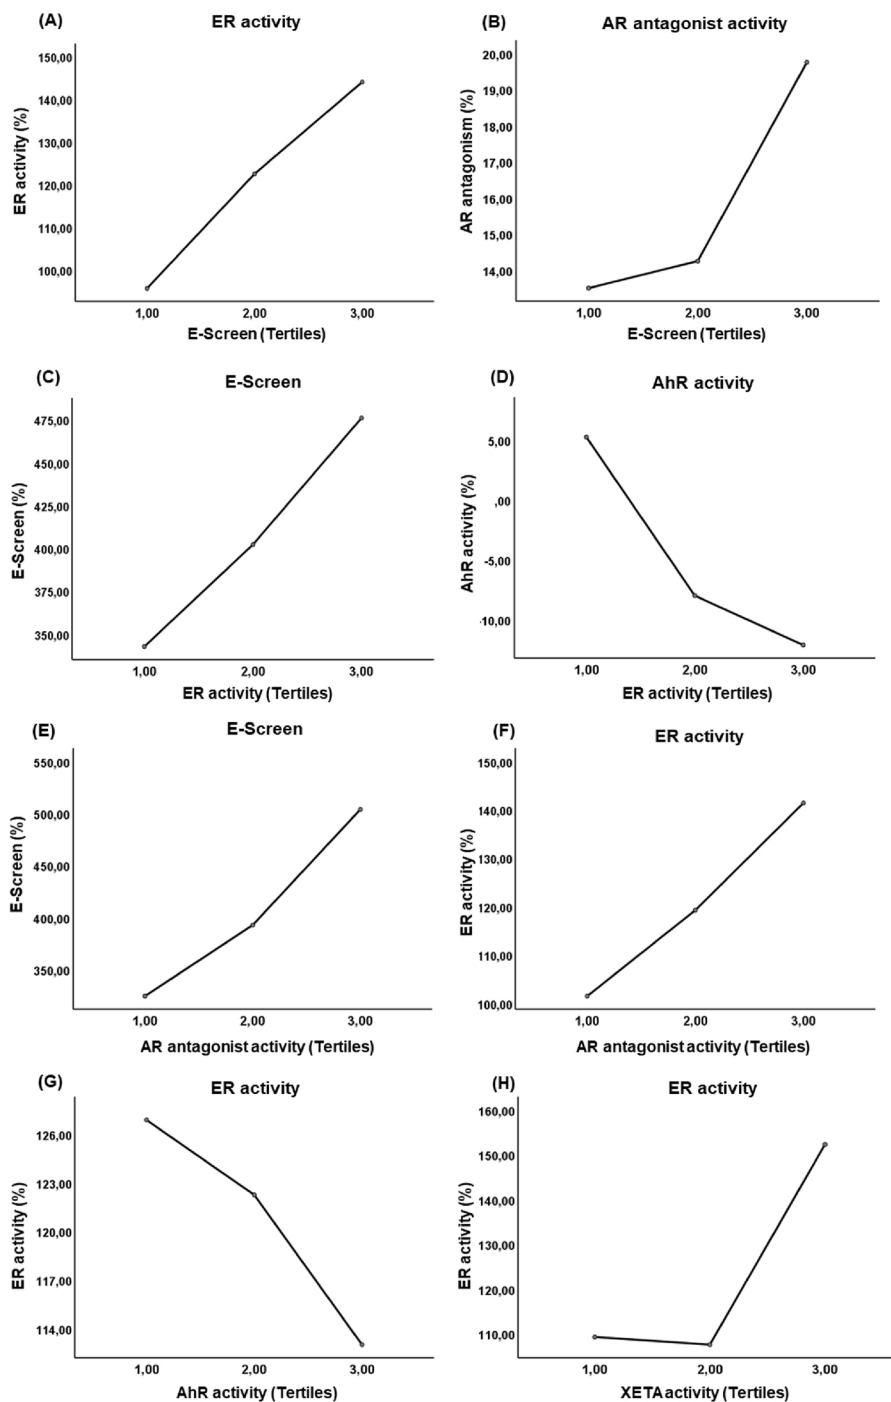 (A)
ER activity
ER activity (%)
150,00
140,00
130,00
120,00
110,00
100,00
1,00 2,00 3,00
E-Screen (Tertiles)
(B)
AR antagonist activity
AR antagonism (%)
20,00
19,00
18,00
17,00
16,00
15,00
14,00
1,00 2,00 3,00
E-Screen (Tertiles)
(C)
E-Screen
E-Screen (%)
475,00
450,00
425,00
400,00
375,00
350,00
1,00 2,00 3,00
ER activity (Tertiles)
(D)
AhR activity
AhR activity (%)
5,00
,00
-5,00
-10,00
1,00 2,00 3,00
ER activity (Tertiles)
(E)
E-Screen
E-Screen (%)
550,00
500,00
450,00
400,00
350,00
1,00 2,00 3,00
AR antagonist activity (Tertiles)
(F)
ER activity
ER activity (%)
150,00
140,00
130,00
120,00
110,00
100,00
1,00 2,00 3,00
AR antagonist activity (Tertiles)
(G)
ER activity
ER activity (%)
126,00
123,00
120,00
117,00
114,00
1,00 2,00 3,00
AhR activity (Tertiles)
(H)
ER activity
ER activity (%)
160,00
150,00
140,00
130,00
120,00
110,00
1,00 2,00 3,00
XETA activity (Tertiles)